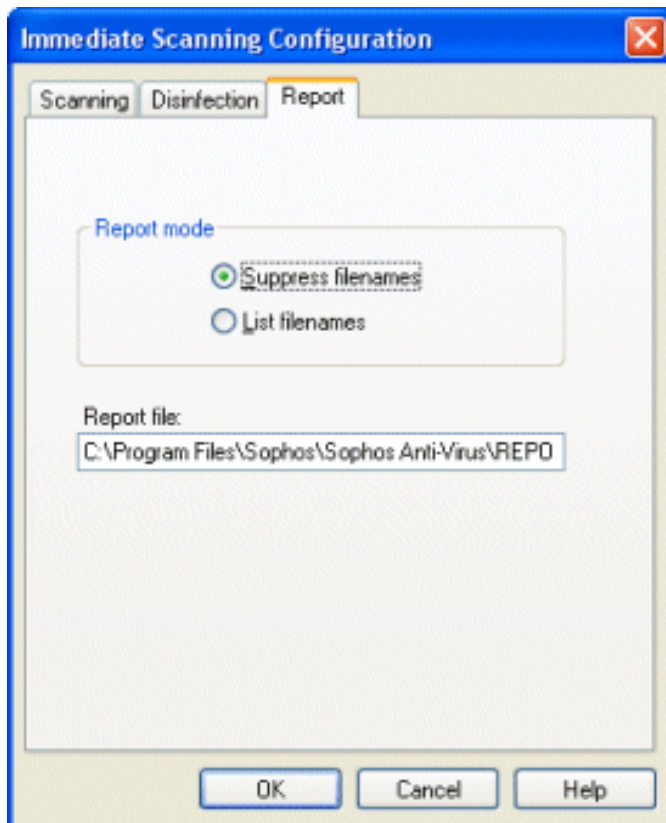 Immediate Scanning Configuration
Scanning Disinfection Report
Report mode
Suppress filenames
List filenames
Report file:
C:\Program Files\Sophos\Sophos Anti-Virus\REPO
OK Cancel Help